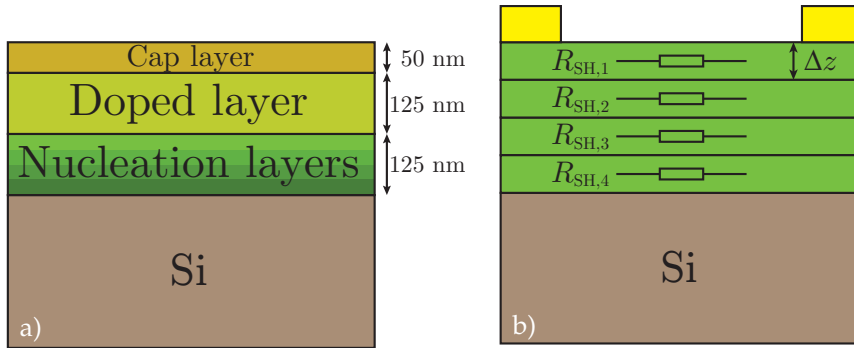 Cap layer
50 nm
Doped layer
125 nm
Nucleation layers
125 nm
Si
a)
R_SH,1
Δz
R_SH,2
R_SH,3
R_SH,4
Si
b)